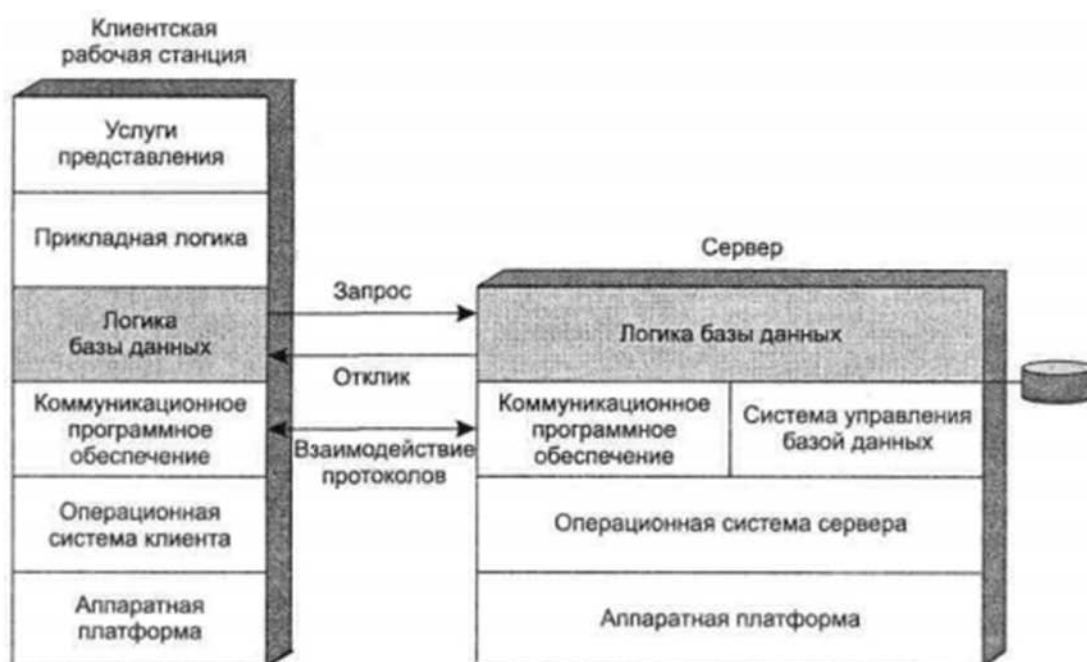 Клиентская
рабочая станция
Услуги
представления
Прикладная логика
Логика
базы данных
Коммуникационное
программное
обеспечение
Операционная
система клиента
Аппаратная
платформа
Запрос
Отклик
Взаимодействие
протоколов
Сервер
Логика базы данных
Коммуникационное
программное
обеспечение
Система управления
базой данных
Операционная система сервера
Аппаратная платформа